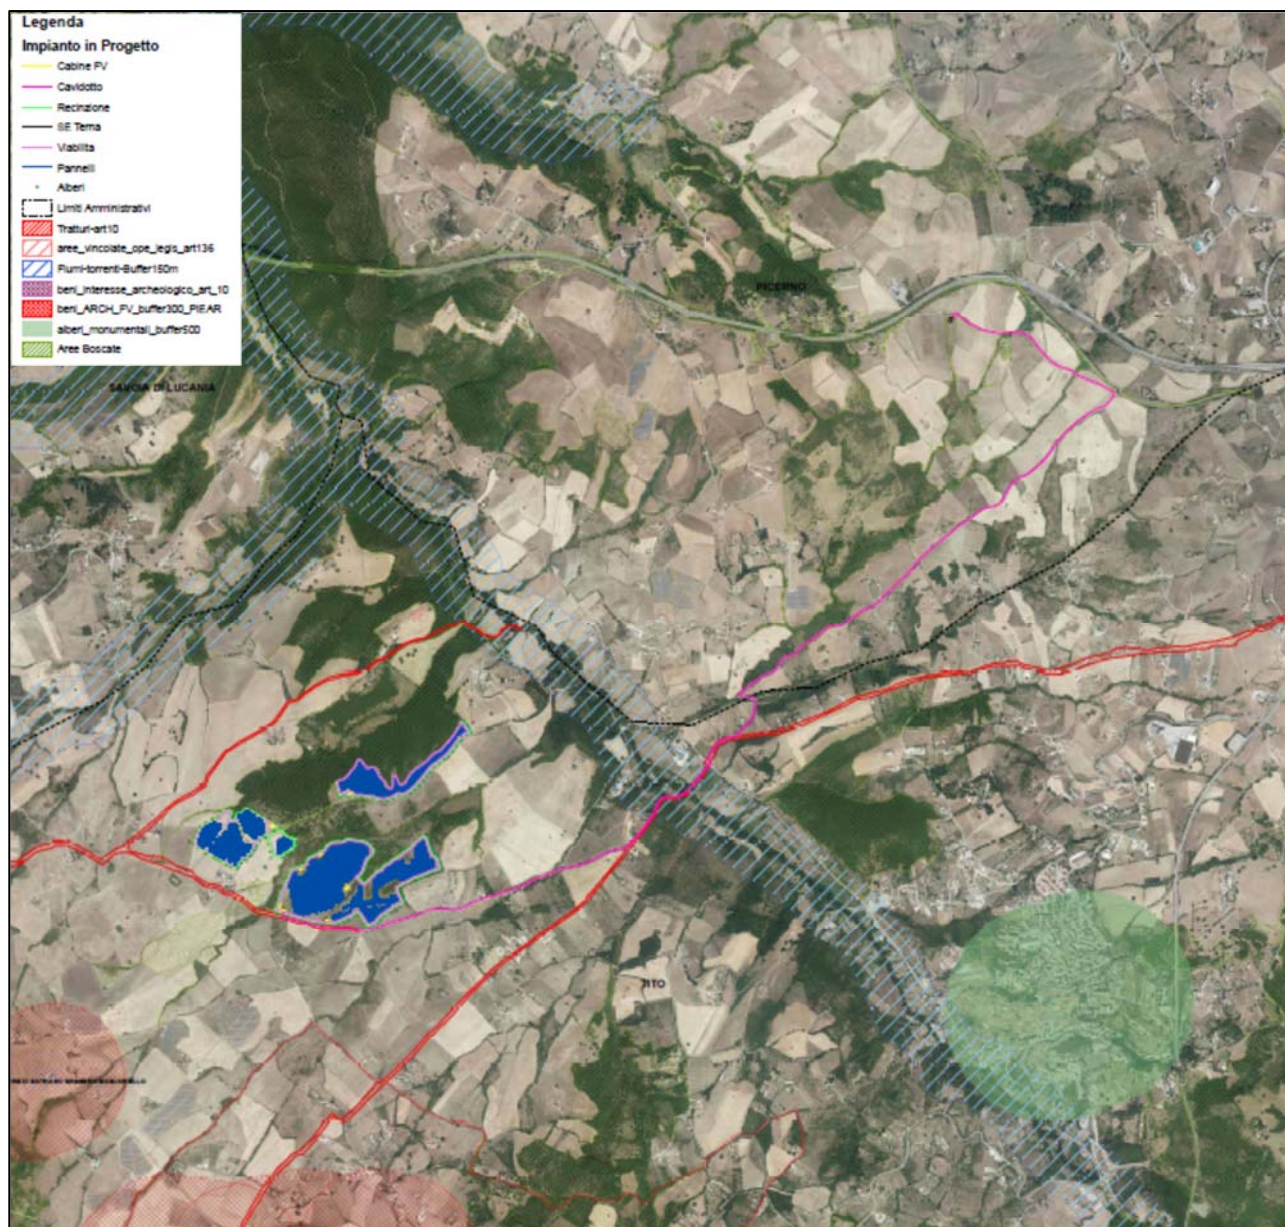 Legenda
Impianto in Progetto
Cabine FV
Cavidotto
Recinzione
SE Terna
Viabilita
Pannelli
Alberi
Limiti Amministrativi
Tratturi-art10
aree_vincolate_ope_legis_art136
Fiumi-torrenti-Buffer150m
beni_interesse_archeologico_art_10
beni_ARCH_FV_buffer300_PIEAR
alberi_monumentali_buffer500
Aree Boscate
PICERNO
SAVOIA DI LUCANIA
TITO